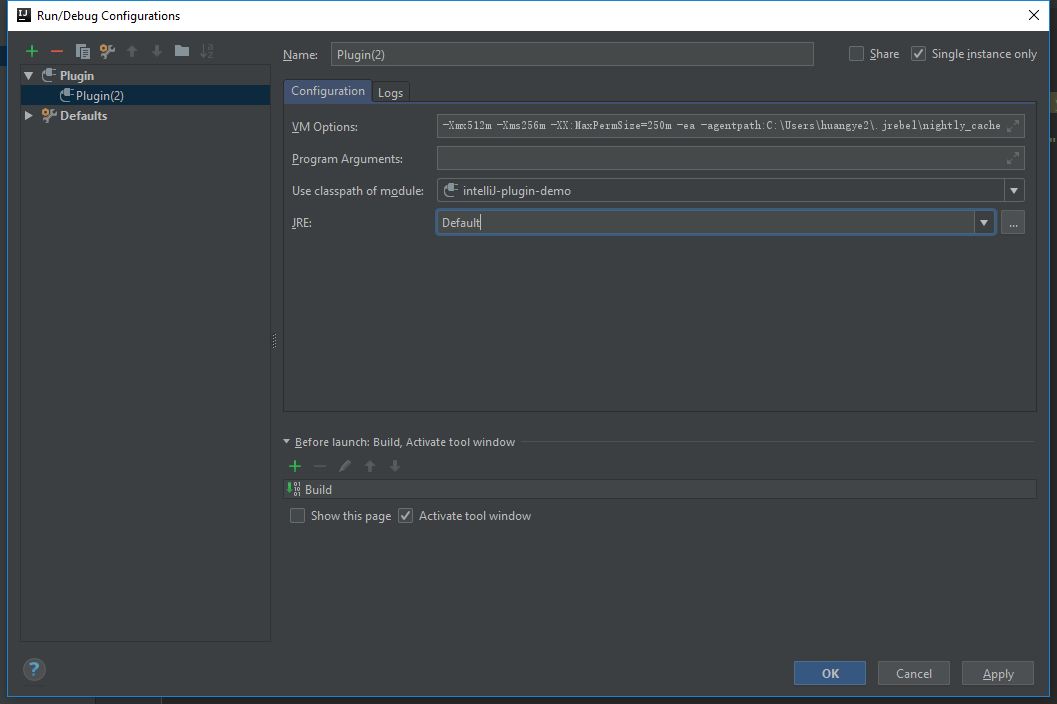 Run/Debug Configurations
Name: Plugin(2) Share Single instance only
Plugin
Plugin(2)
Defaults
Configuration Logs
VM Options: -Xmx512m -Xms256m -XX:MaxPermSize=250m -ea -agentpath:C:\Users\huangye2\.jrebel\nightly_cache
Program Arguments:
Use classpath of module: intelliJ-plugin-demo
JRE: Default ...
Before launch: Build, Activate tool window
Build
Show this page Activate tool window
? OK Cancel Apply